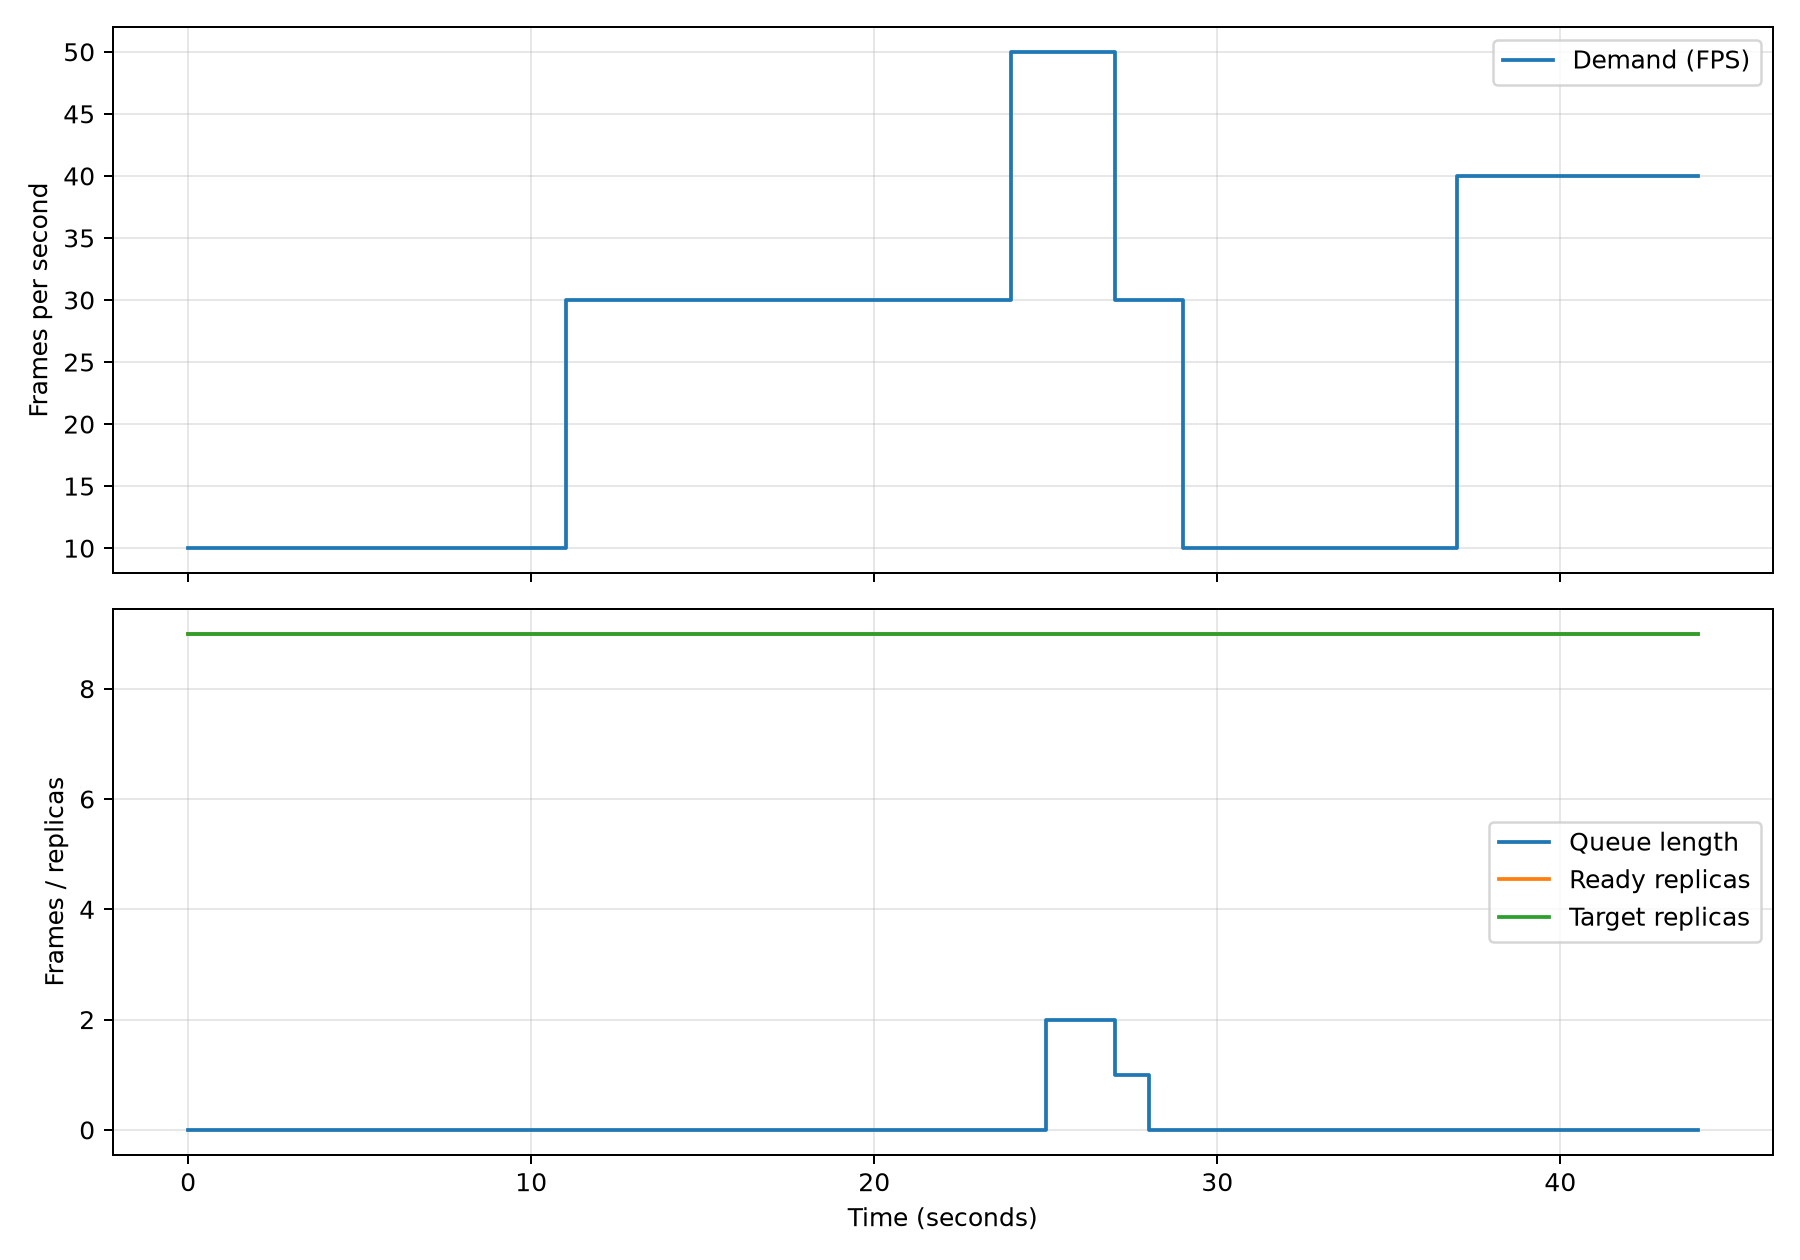 50
45
40
35
30
25
20
15
10
Frames per second
Demand (FPS)
8
6
4
2
0
Frames / replicas
Queue length
Ready replicas
Target replicas
0 10 20 30 40
Time (seconds)